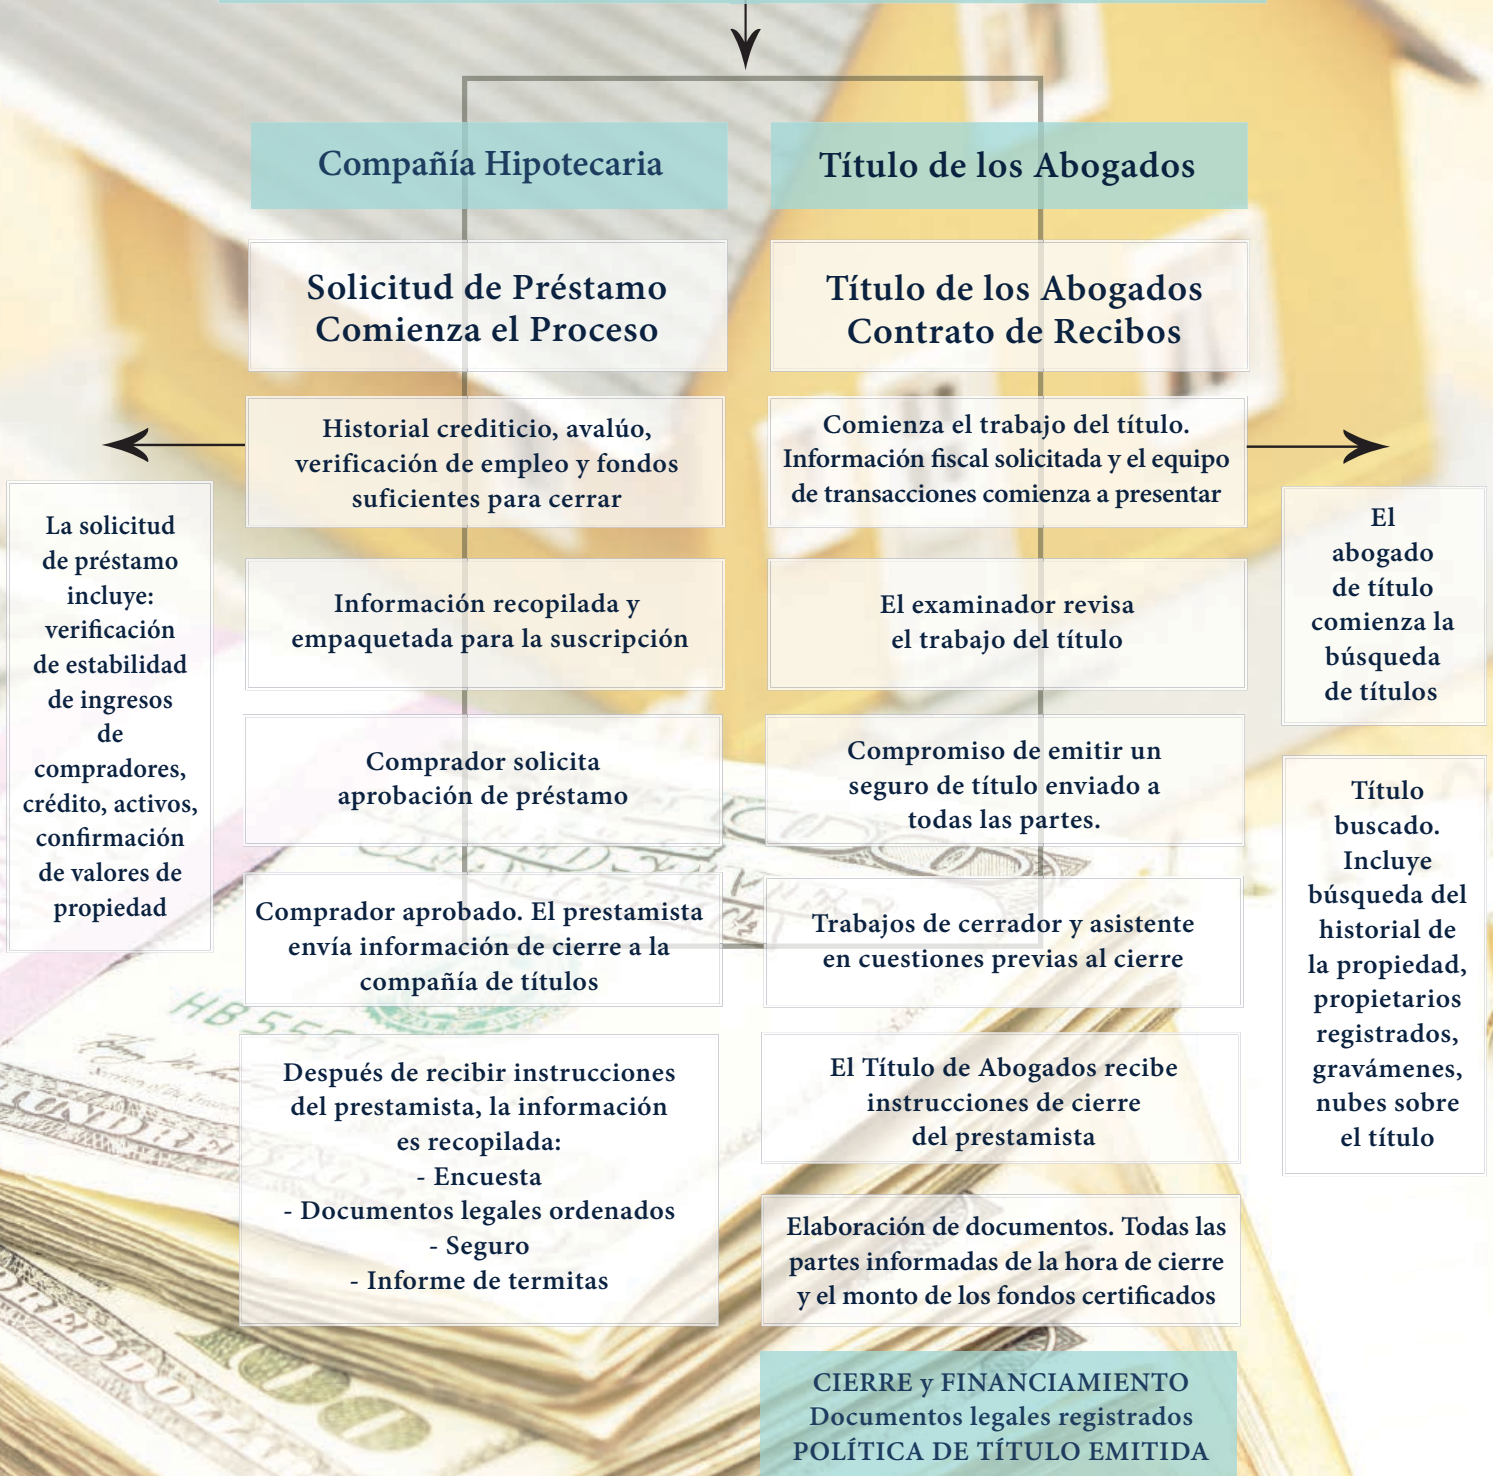 Compañía Hipotecaria
Título de los Abogados
Solicitud de Préstamo
Comienza el Proceso
Título de los Abogados
Contrato de Recibos
Historial crediticio, avalúo,
verificación de empleo y fondos
suficientes para cerrar
Comienza el trabajo del título.
Información fiscal solicitada y el equipo
de transacciones comienza a presentar
La solicitud
de préstamo
incluye:
verificación
de estabilidad
de ingresos
de
compradores,
crédito, activos,
confirmación
de valores de
propiedad
El
abogado
de título
comienza la
búsqueda
de títulos
Información recopilada y
empaquetada para la suscripción
El examinador revisa
el trabajo del título
Comprador solicita
aprobación de préstamo
Compromiso de emitir un
seguro de título enviado a
todas las partes.
Título
buscado.
Incluye
búsqueda del
historial de
la propiedad,
propietarios
registrados,
gravámenes,
nubes sobre
el título
Comprador aprobado. El prestamista
envía información de cierre a la
compañía de títulos
Trabajos de cerrador y asistente
en cuestiones previas al cierre
Después de recibir instrucciones
del prestamista, la información
es recopilada:
- Encuesta
- Documentos legales ordenados
- Seguro
- Informe de termitas
El Título de Abogados recibe
instrucciones de cierre
del prestamista
Elaboración de documentos. Todas las
partes informadas de la hora de cierre
y el monto de los fondos certificados
CIERRE y FINANCIAMIENTO
Documentos legales registrados
POLÍTICA DE TÍTULO EMITIDA